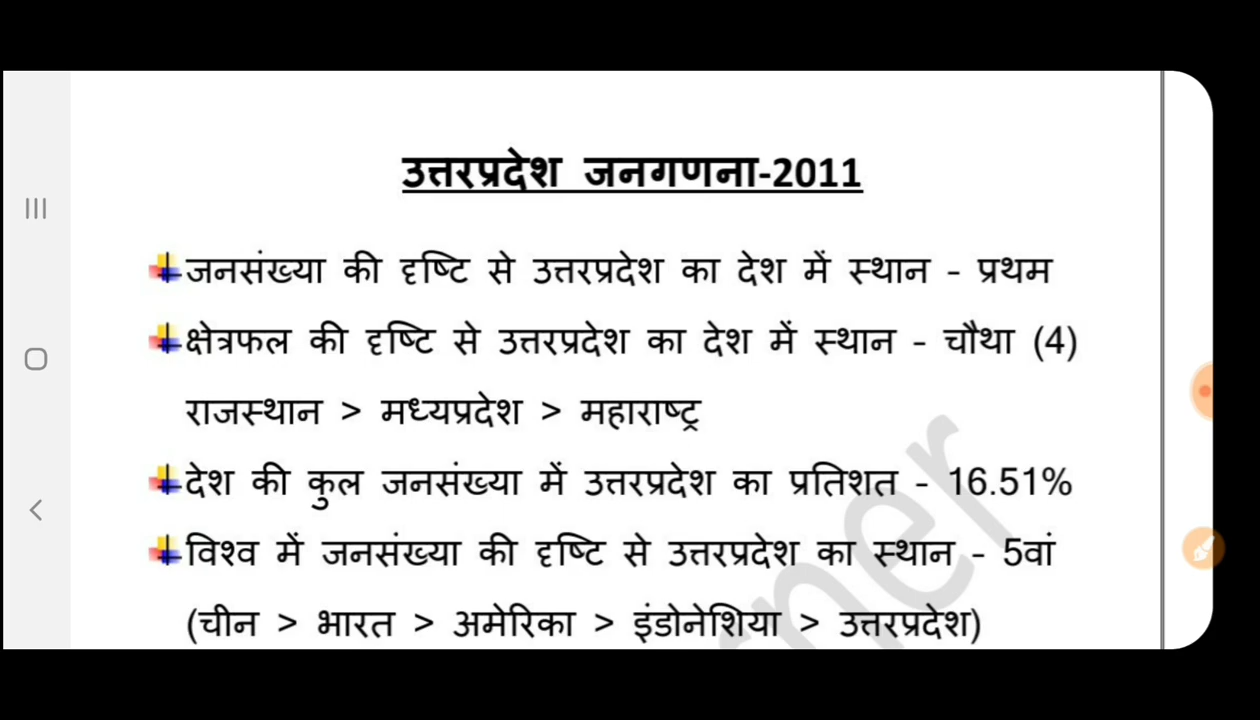 उत्तरप्रदेश जनगणना-2011
जनसंख्या की दृष्टि से उत्तरप्रदेश का देश में स्थान - प्रथम
क्षेत्रफल की दृष्टि से उत्तरप्रदेश का देश में स्थान - चौथा (4)
राजस्थान > मध्यप्रदेश > महाराष्ट्र
देश की कुल जनसंख्या में उत्तरप्रदेश का प्रतिशत - 16.51%
विश्व में जनसंख्या की दृष्टि से उत्तरप्रदेश का स्थान - 5वां
(चीन > भारत > अमेरिका > इंडोनेशिया > उत्तरप्रदेश)